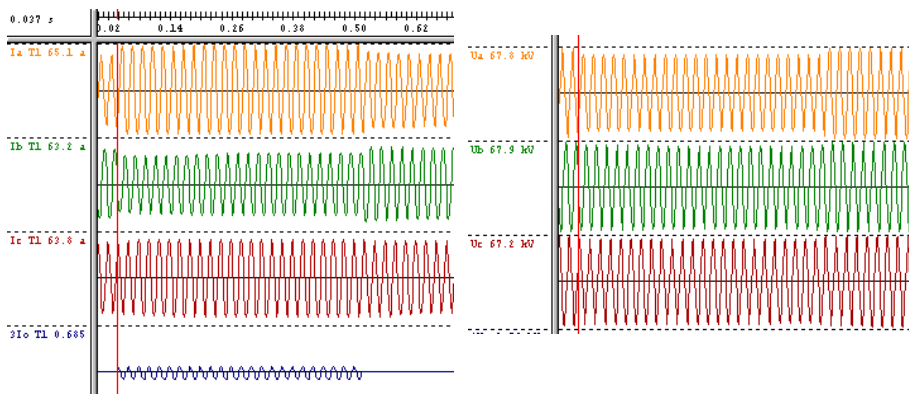 0.037 s
0.02 0.14 0.26 0.38 0.50 0.62
Ia T1 65.1 a
Ib T1 63.2 a
Ic T1 63.8 a
3Io T1 0.685
Ua 67.8 kV
Ub 67.9 kV
Uc 67.2 kV